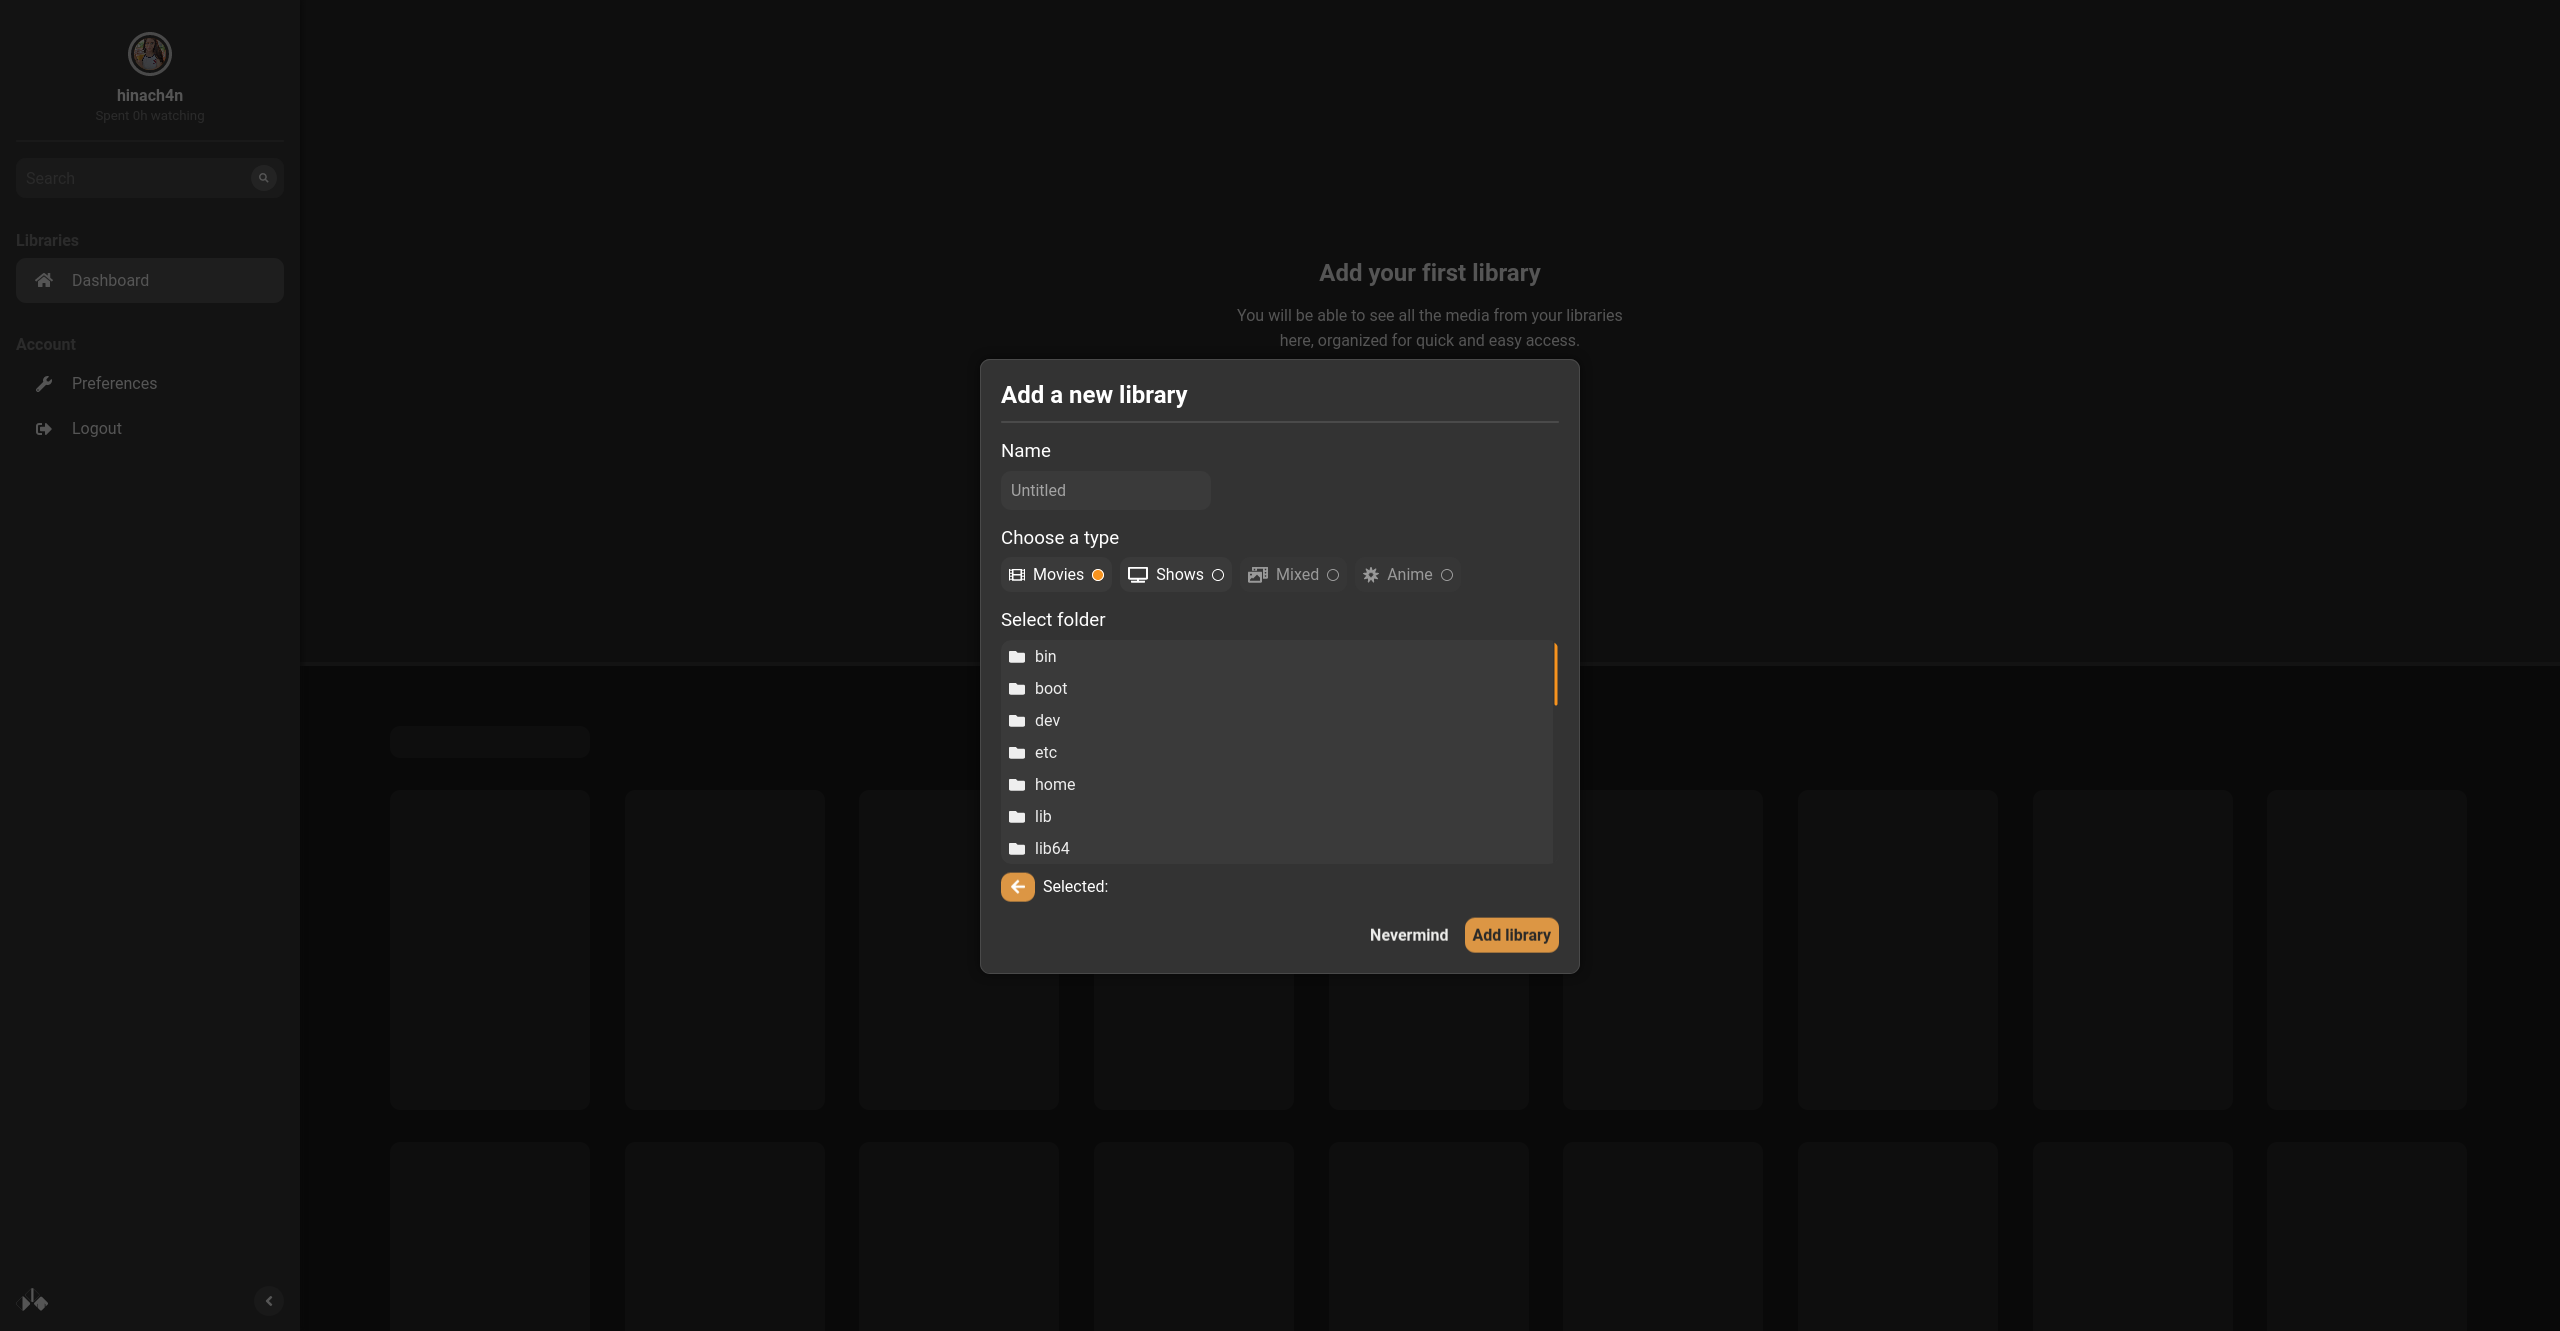 hinach4n
Spent 0h watching
Search
Libraries
Dashboard
Account
Preferences
Logout
Add your first library
You will be able to see all the media from your libraries
here, organized for quick and easy access.
Add a new library
Name
Untitled
Choose a type
Movies Shows Mixed Anime
Select folder
bin
boot
dev
etc
home
lib
lib64
Selected:
Nevermind Add library